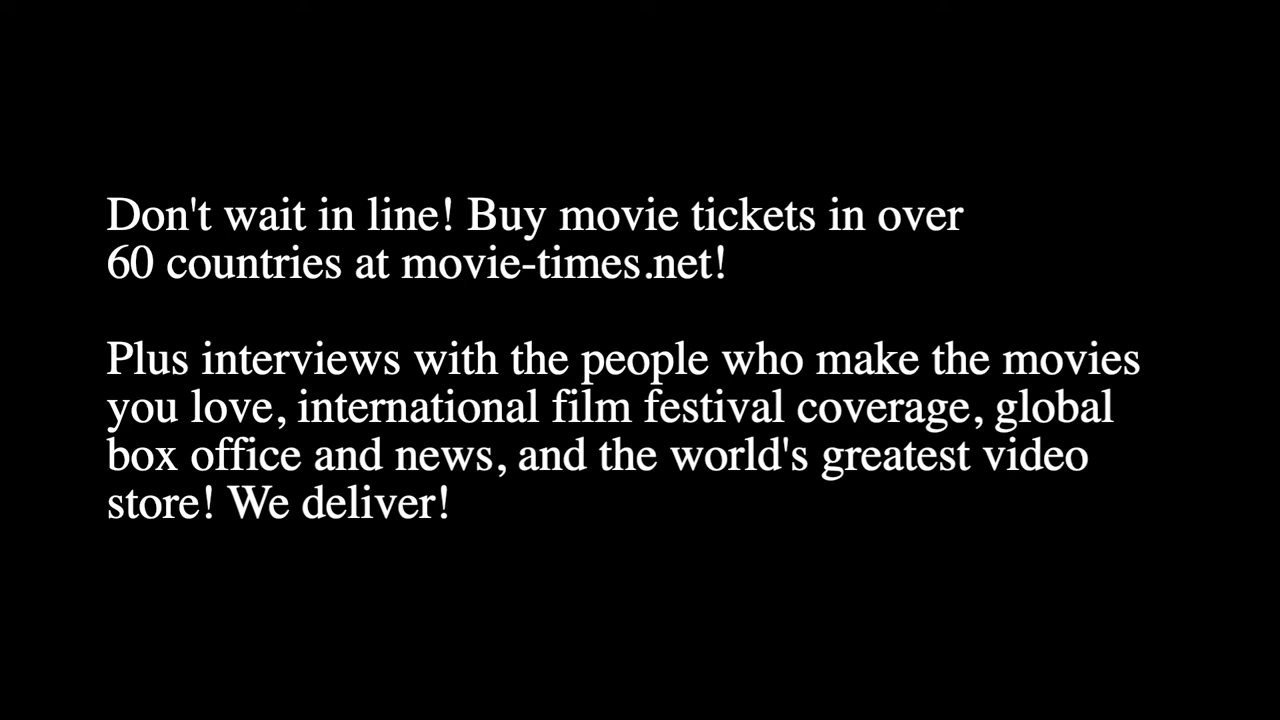 Don't wait in line! Buy movie tickets in over
60 countries at movie-times.net!
Plus interviews with the people who make the movies
you love, international film festival coverage, global
box office and news, and the world's greatest video
store! We deliver!